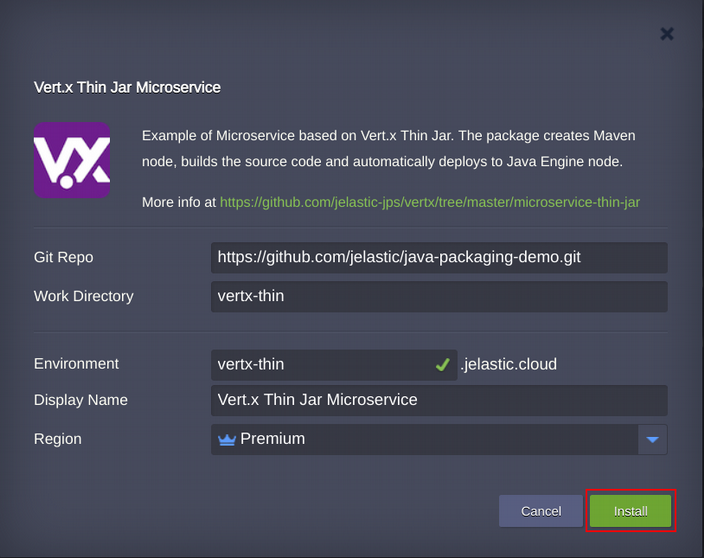 Vert.x Thin Jar Microservice
VX
Example of Microservice based on Vert.x Thin Jar. The package creates Maven
node, builds the source code and automatically deploys to Java Engine node.
More info at https://github.com/jelastic-jps/vertx/tree/master/microservice-thin-jar
Git Repo https://github.com/jelastic/java-packaging-demo.git
Work Directory vertx-thin
Environment vertx-thin .jelastic.cloud
Display Name Vert.x Thin Jar Microservice
Region Premium
Cancel Install